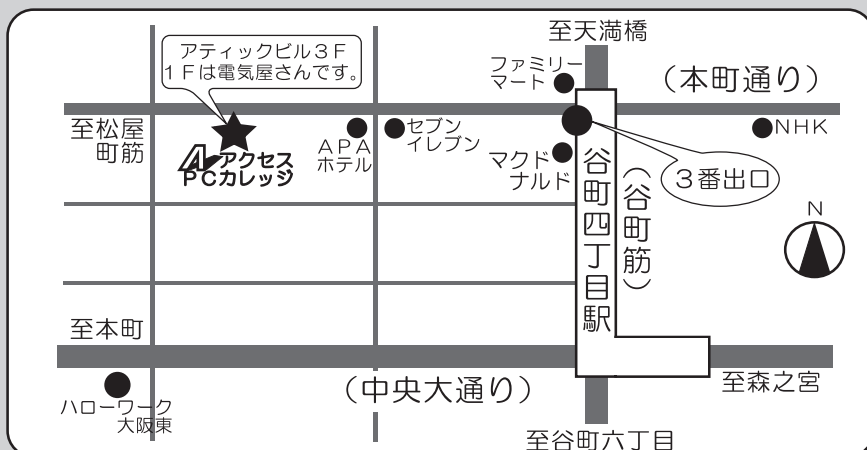 至天満橋
アティックビル3F
1Fは電気屋さんです。
ファミリー
マート
（本町通り）
至松屋
町筋
APA
ホテル
セブン
イレブン
NHK
アクセス
PCカレッジ
マクド
ナルド
谷町四丁目駅
（谷町筋）
3番出口
N
至本町
ハローワーク
大阪東
（中央大通り）
至森之宮
至谷町六丁目